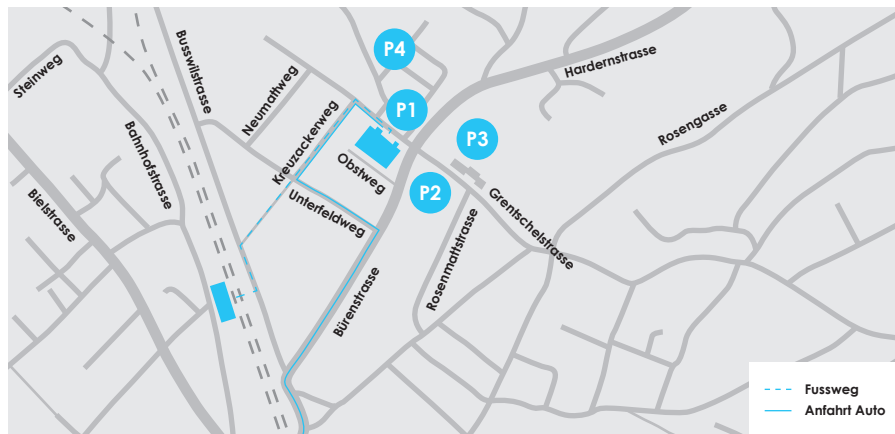 P4
Hardernstrasse
Steinweg
Busswilstrasse
Neumattweg
P1
Rosengasse
Bahnhofstrasse
Kreuzackerweg
P3
Obstweg
P2
Bielstrasse
Unterfeldweg
Grentschelstrasse
Rosenmattstrasse
Bürenstrasse
Fussweg
Anfahrt Auto